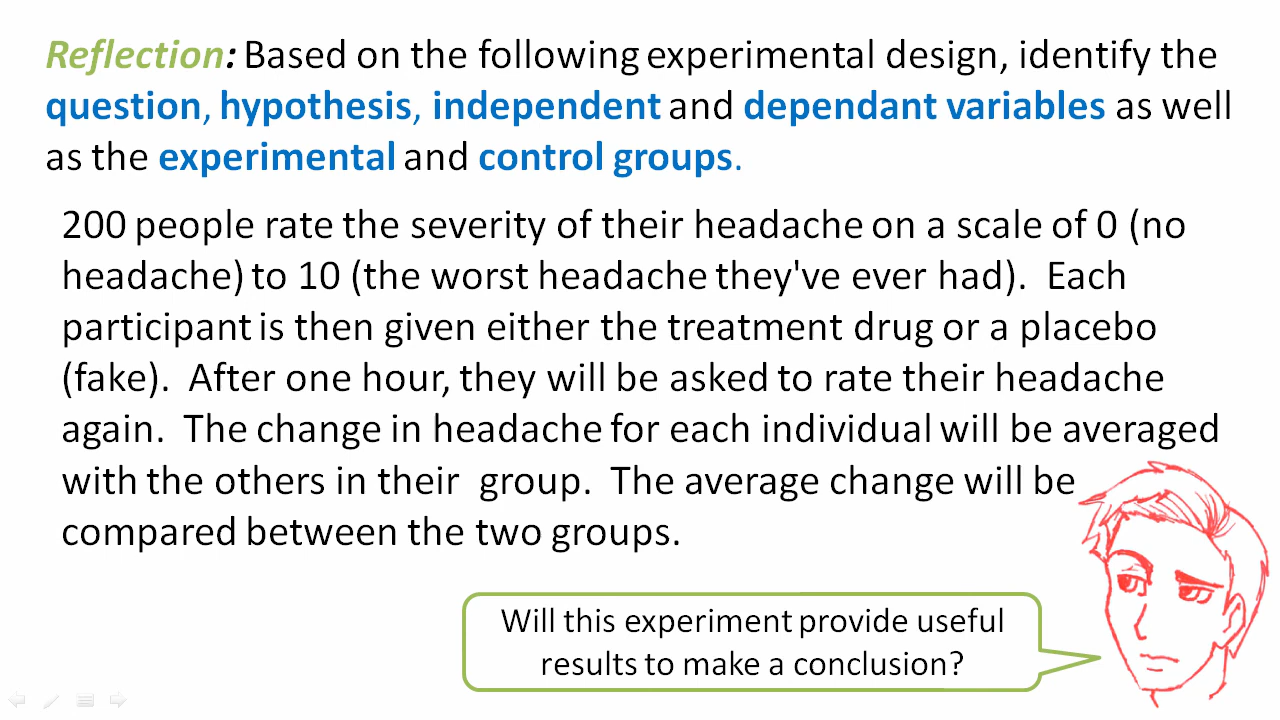 Reflection: Based on the following experimental design, identify the
question, hypothesis, independent and dependant variables as well
as the experimental and control groups.
200 people rate the severity of their headache on a scale of 0 (no
headache) to 10 (the worst headache they've ever had).  Each
participant is then given either the treatment drug or a placebo
(fake).  After one hour, they will be asked to rate their headache
again.  The change in headache for each individual will be averaged
with the others in their  group.  The average change will be
compared between the two groups.
Will this experiment provide useful
results to make a conclusion?